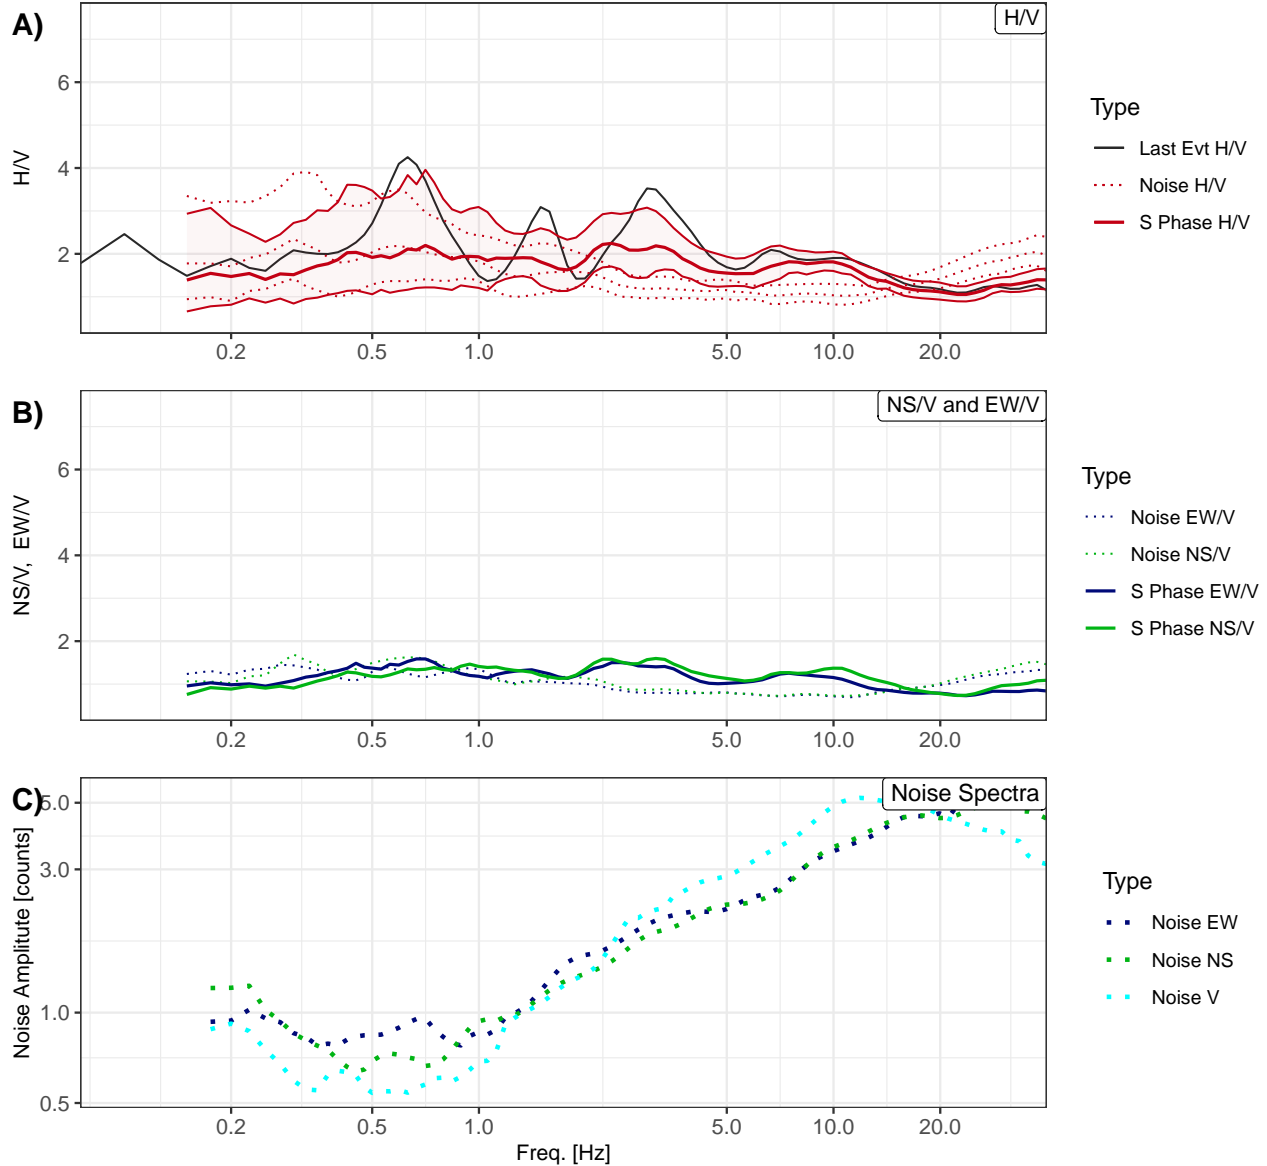 A)
H/V
H/V
6
4
2
0.2 0.5 1.0 5.0 10.0 20.0
Type
Last Evt H/V
Noise H/V
S Phase H/V
B)
NS/V and EW/V
NS/V, EW/V
6
4
2
0.2 0.5 1.0 5.0 10.0 20.0
Type
Noise EW/V
Noise NS/V
S Phase EW/V
S Phase NS/V
C)
Noise Spectra
Noise Amplitute [counts]
5.0
3.0
1.0
0.5
0.2 0.5 1.0 5.0 10.0 20.0
Freq. [Hz]
Type
Noise EW
Noise NS
Noise V